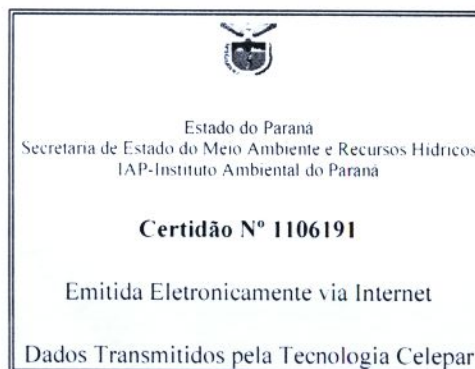 Estado do Paraná
Secretaria de Estado do Meio Ambiente e Recursos Hídricos
IAP-Instituto Ambiental do Paraná
Certidão Nº 1106191
Emitida Eletronicamente via Internet
Dados Transmitidos pela Tecnologia Celepar